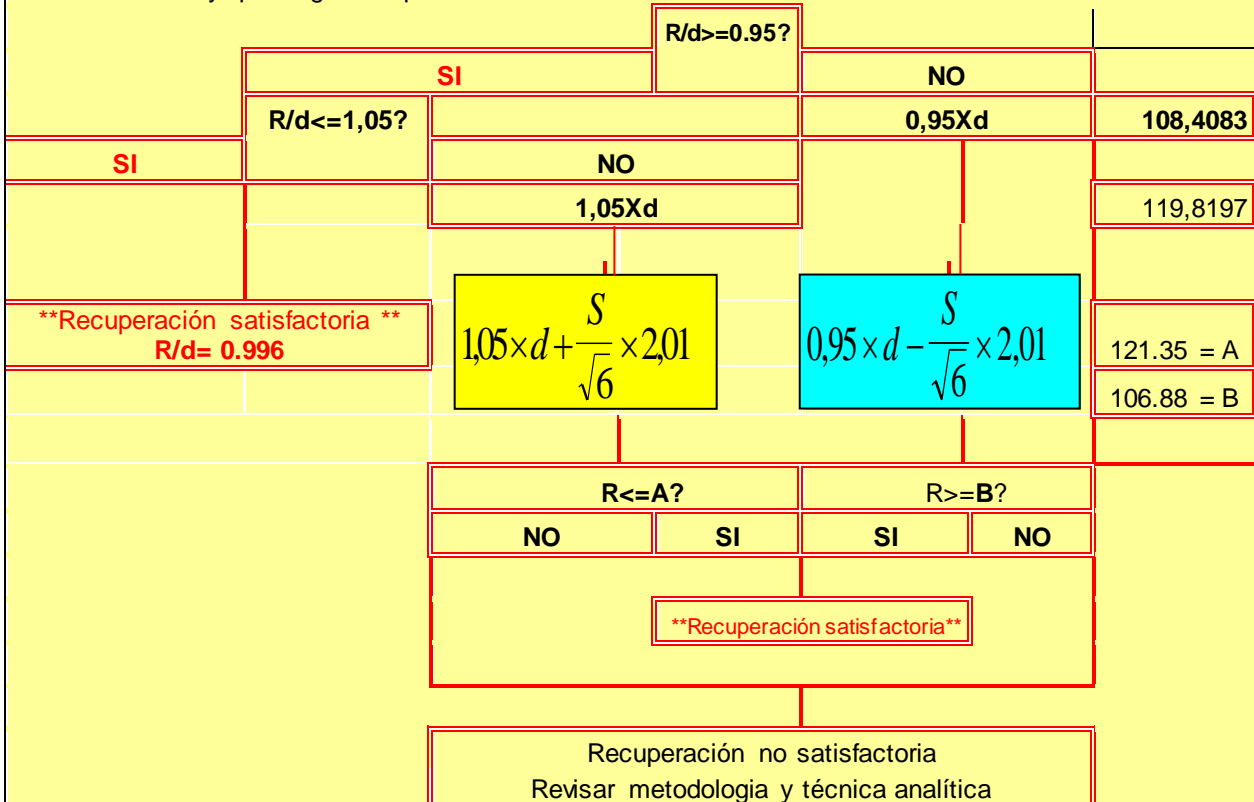 R/d>=0.95?
SI NO
R/d<=1,05? 0,95Xd 108,4083
SI NO
1,05Xd 119,8197
**Recuperación satisfactoria **
R/d= 0.996
1,05×d+S/√6×2,01
0,95×d−S/√6×2,01
121.35 = A
106.88 = B
R<=A? R>=B?
NO SI SI NO
**Recuperación satisfactoria**
Recuperación no satisfactoria
Revisar metodologia y técnica analítica